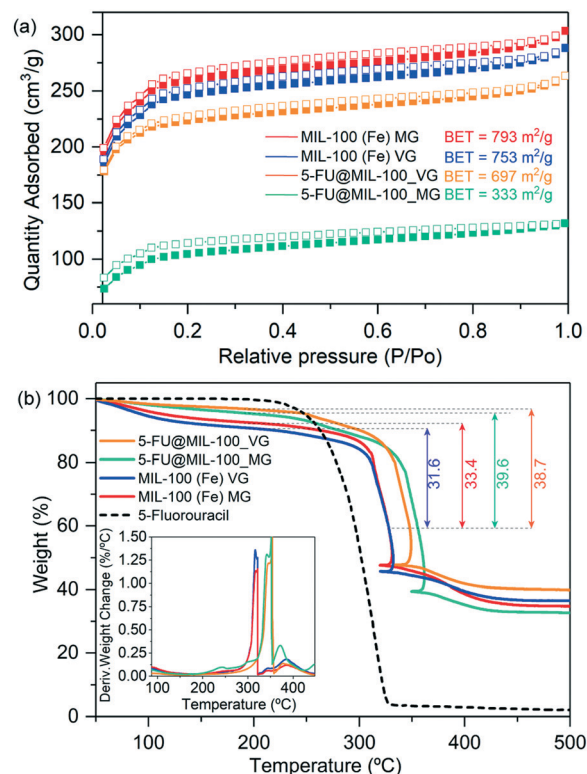 (a)
300
250
200
150
100
Quantity Adsorbed (cm³/g)
MIL-100 (Fe) MG BET = 793 m²/g
MIL-100 (Fe) VG BET = 753 m²/g
5-FU@MIL-100_VG BET = 697 m²/g
5-FU@MIL-100_MG BET = 333 m²/g
0.0 0.2 0.4 0.6 0.8 1.0
Relative pressure (P/Po)
(b)
100
80
60
40
20
0
Weight (%)
5-FU@MIL-100_VG
5-FU@MIL-100_MG
MIL-100 (Fe) VG
MIL-100 (Fe) MG
5-Fluorouracil
31.6
33.4
39.6
38.7
1.50
1.25
1.00
0.75
0.50
0.25
0.00
Deriv.Weight Change (%/ºC)
100 200 300 400
Temperature (ºC)
100 200 300 400 500
Temperature (ºC)